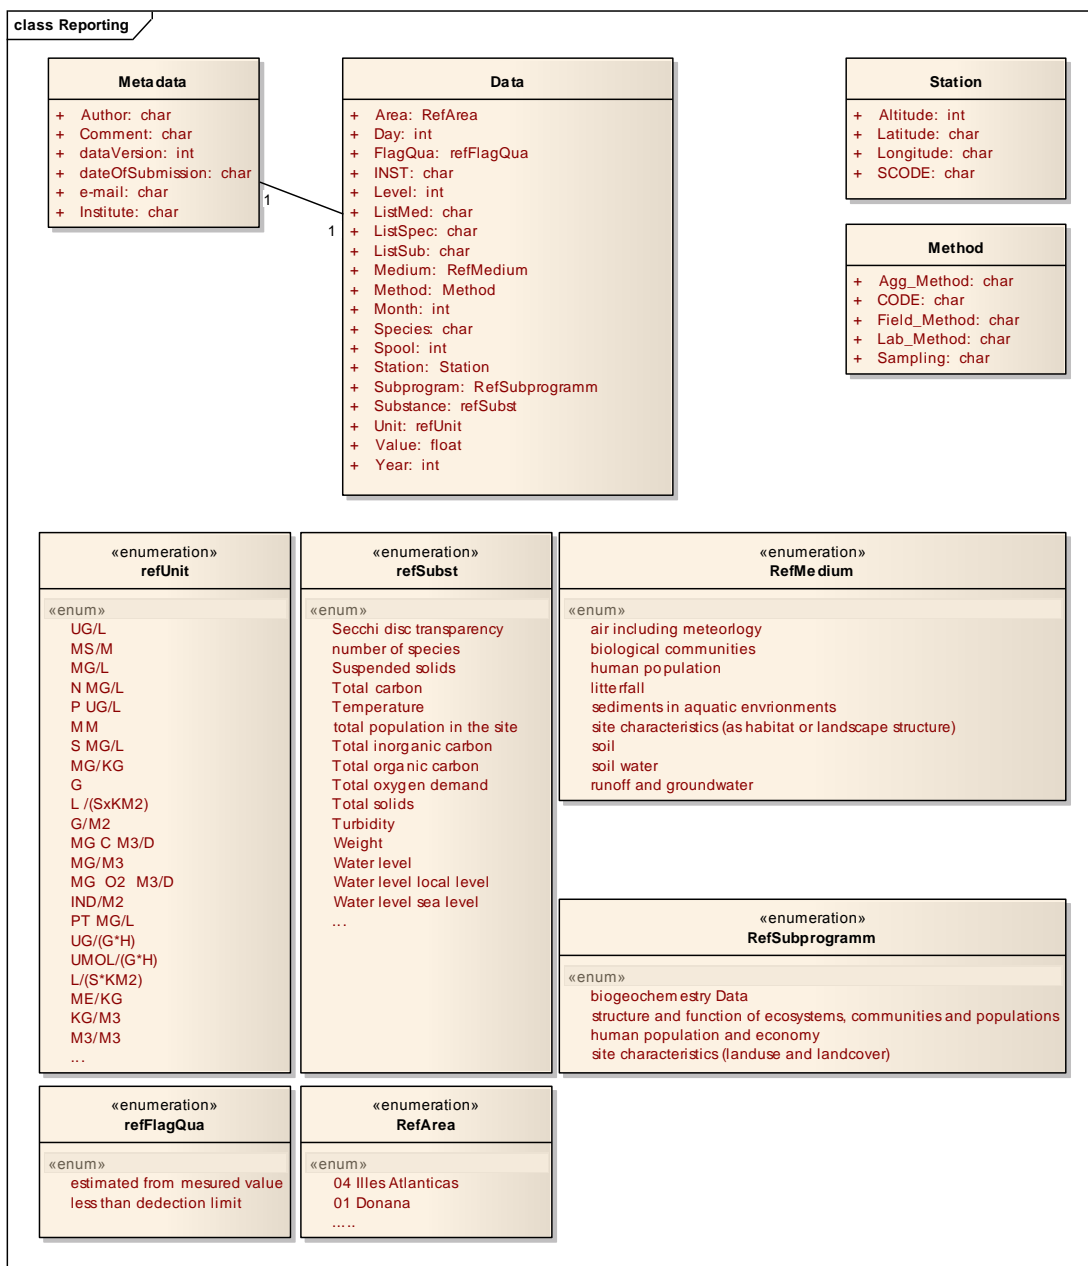 class Reporting
Metadata
+ Author: char
+ Comment: char
+ dataVersion: int
+ dateOfSubmission: char
+ e-mail: char
+ Institute: char
1
1
Data
+ Area: RefArea
+ Day: int
+ FlagQua: refFlagQua
+ INST: char
+ Level: int
+ ListMed: char
+ ListSpec: char
+ ListSub: char
+ Medium: RefMedium
+ Method: Method
+ Month: int
+ Species: char
+ Spool: int
+ Station: Station
+ Subprogram: RefSubprogramm
+ Substance: refSubst
+ Unit: refUnit
+ Value: float
+ Year: int
Station
+ Altitude: int
+ Latitude: char
+ Longitude: char
+ SCODE: char
Method
+ Agg_Method: char
+ CODE: char
+ Field_Method: char
+ Lab_Method: char
+ Sampling: char
«enumeration»
refUnit
«enum»
UG/L
MS/M
MG/L
N MG/L
P UG/L
MM
S MG/L
MG/KG
G
L /(SxKM2)
G/M2
MG C M3/D
MG/M3
MG O2 M3/D
IND/M2
PT MG/L
UG/(G*H)
UMOL/(G*H)
L/(S*KM2)
ME/KG
KG/M3
M3/M3
...
«enumeration»
refSubst
«enum»
Secchi disc transparency
number of species
Suspended solids
Total carbon
Temperature
total population in the site
Total inorganic carbon
Total organic carbon
Total oxygen demand
Total solids
Turbidity
Weight
Water level
Water level local level
Water level sea level
...
«enumeration»
RefMedium
«enum»
air including meteorlogy
biological communities
human population
litterfall
sediments in aquatic envrionments
site characteristics (as habitat or landscape structure)
soil
soil water
runoff and groundwater
«enumeration»
RefSubprogramm
«enum»
biogeochemestry Data
structure and function of ecosystems, communities and populations
human population and economy
site characteristics (landuse and landcover)
«enumeration»
refFlagQua
«enum»
estimated from mesured value
less than dedection limit
«enumeration»
RefArea
«enum»
04 Illes Atlanticas
01 Donana
.....